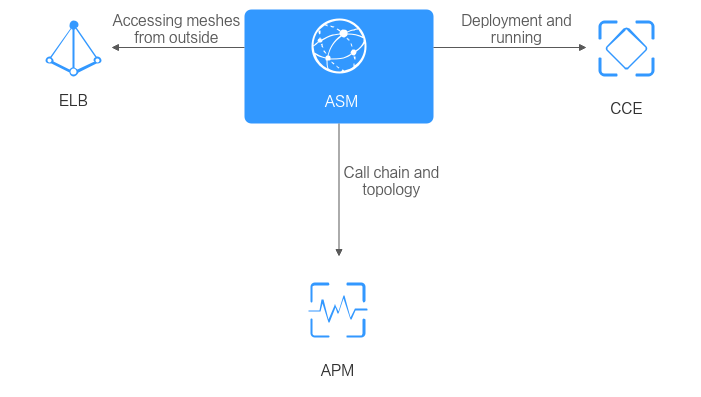 Accessing meshes
from outside
Deployment and
running
ELB
ASM
CCE
Call chain and
topology
APM